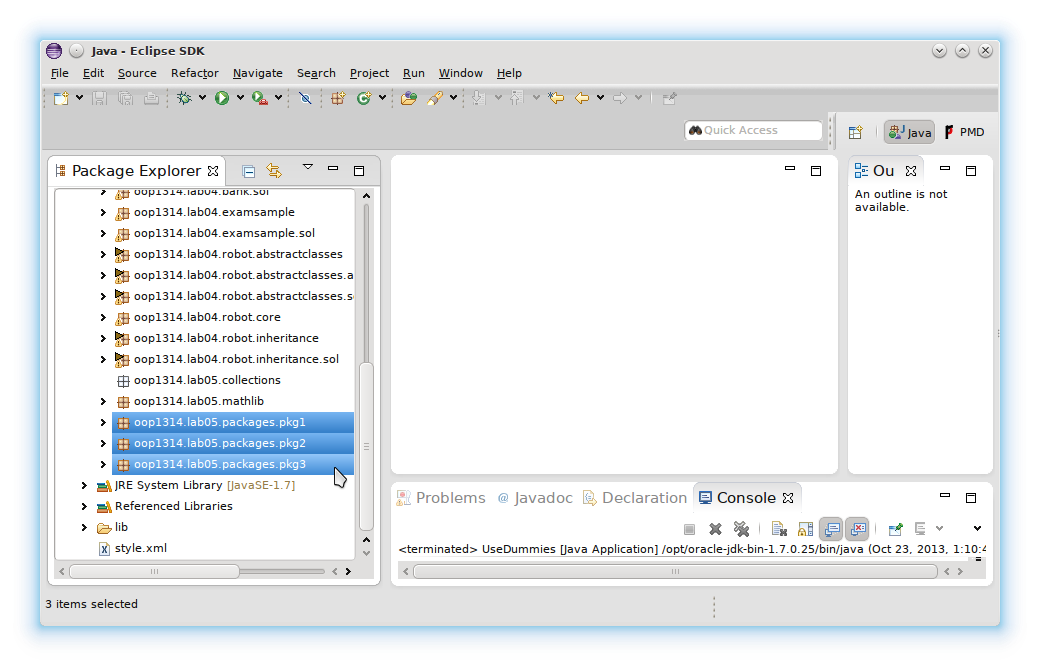 Java - Eclipse SDK
File Edit Source Refactor Navigate Search Project Run Window Help
Quick Access
Java
PMD
Package Explorer
oop1314.lab04.bank.sol
oop1314.lab04.examsample
oop1314.lab04.examsample.sol
oop1314.lab04.robot.abstractclasses
oop1314.lab04.robot.abstractclasses.a
oop1314.lab04.robot.abstractclasses.s
oop1314.lab04.robot.core
oop1314.lab04.robot.inheritance
oop1314.lab04.robot.inheritance.sol
oop1314.lab05.collections
oop1314.lab05.mathlib
oop1314.lab05.packages.pkg1
oop1314.lab05.packages.pkg2
oop1314.lab05.packages.pkg3
JRE System Library [JavaSE-1.7]
Referenced Libraries
lib
style.xml
Ou
An outline is not
available.
Problems @ Javadoc Declaration Console
<terminated> UseDummies [Java Application] /opt/oracle-jdk-bin-1.7.0.25/bin/java (Oct 23, 2013, 1:10:4
3 items selected